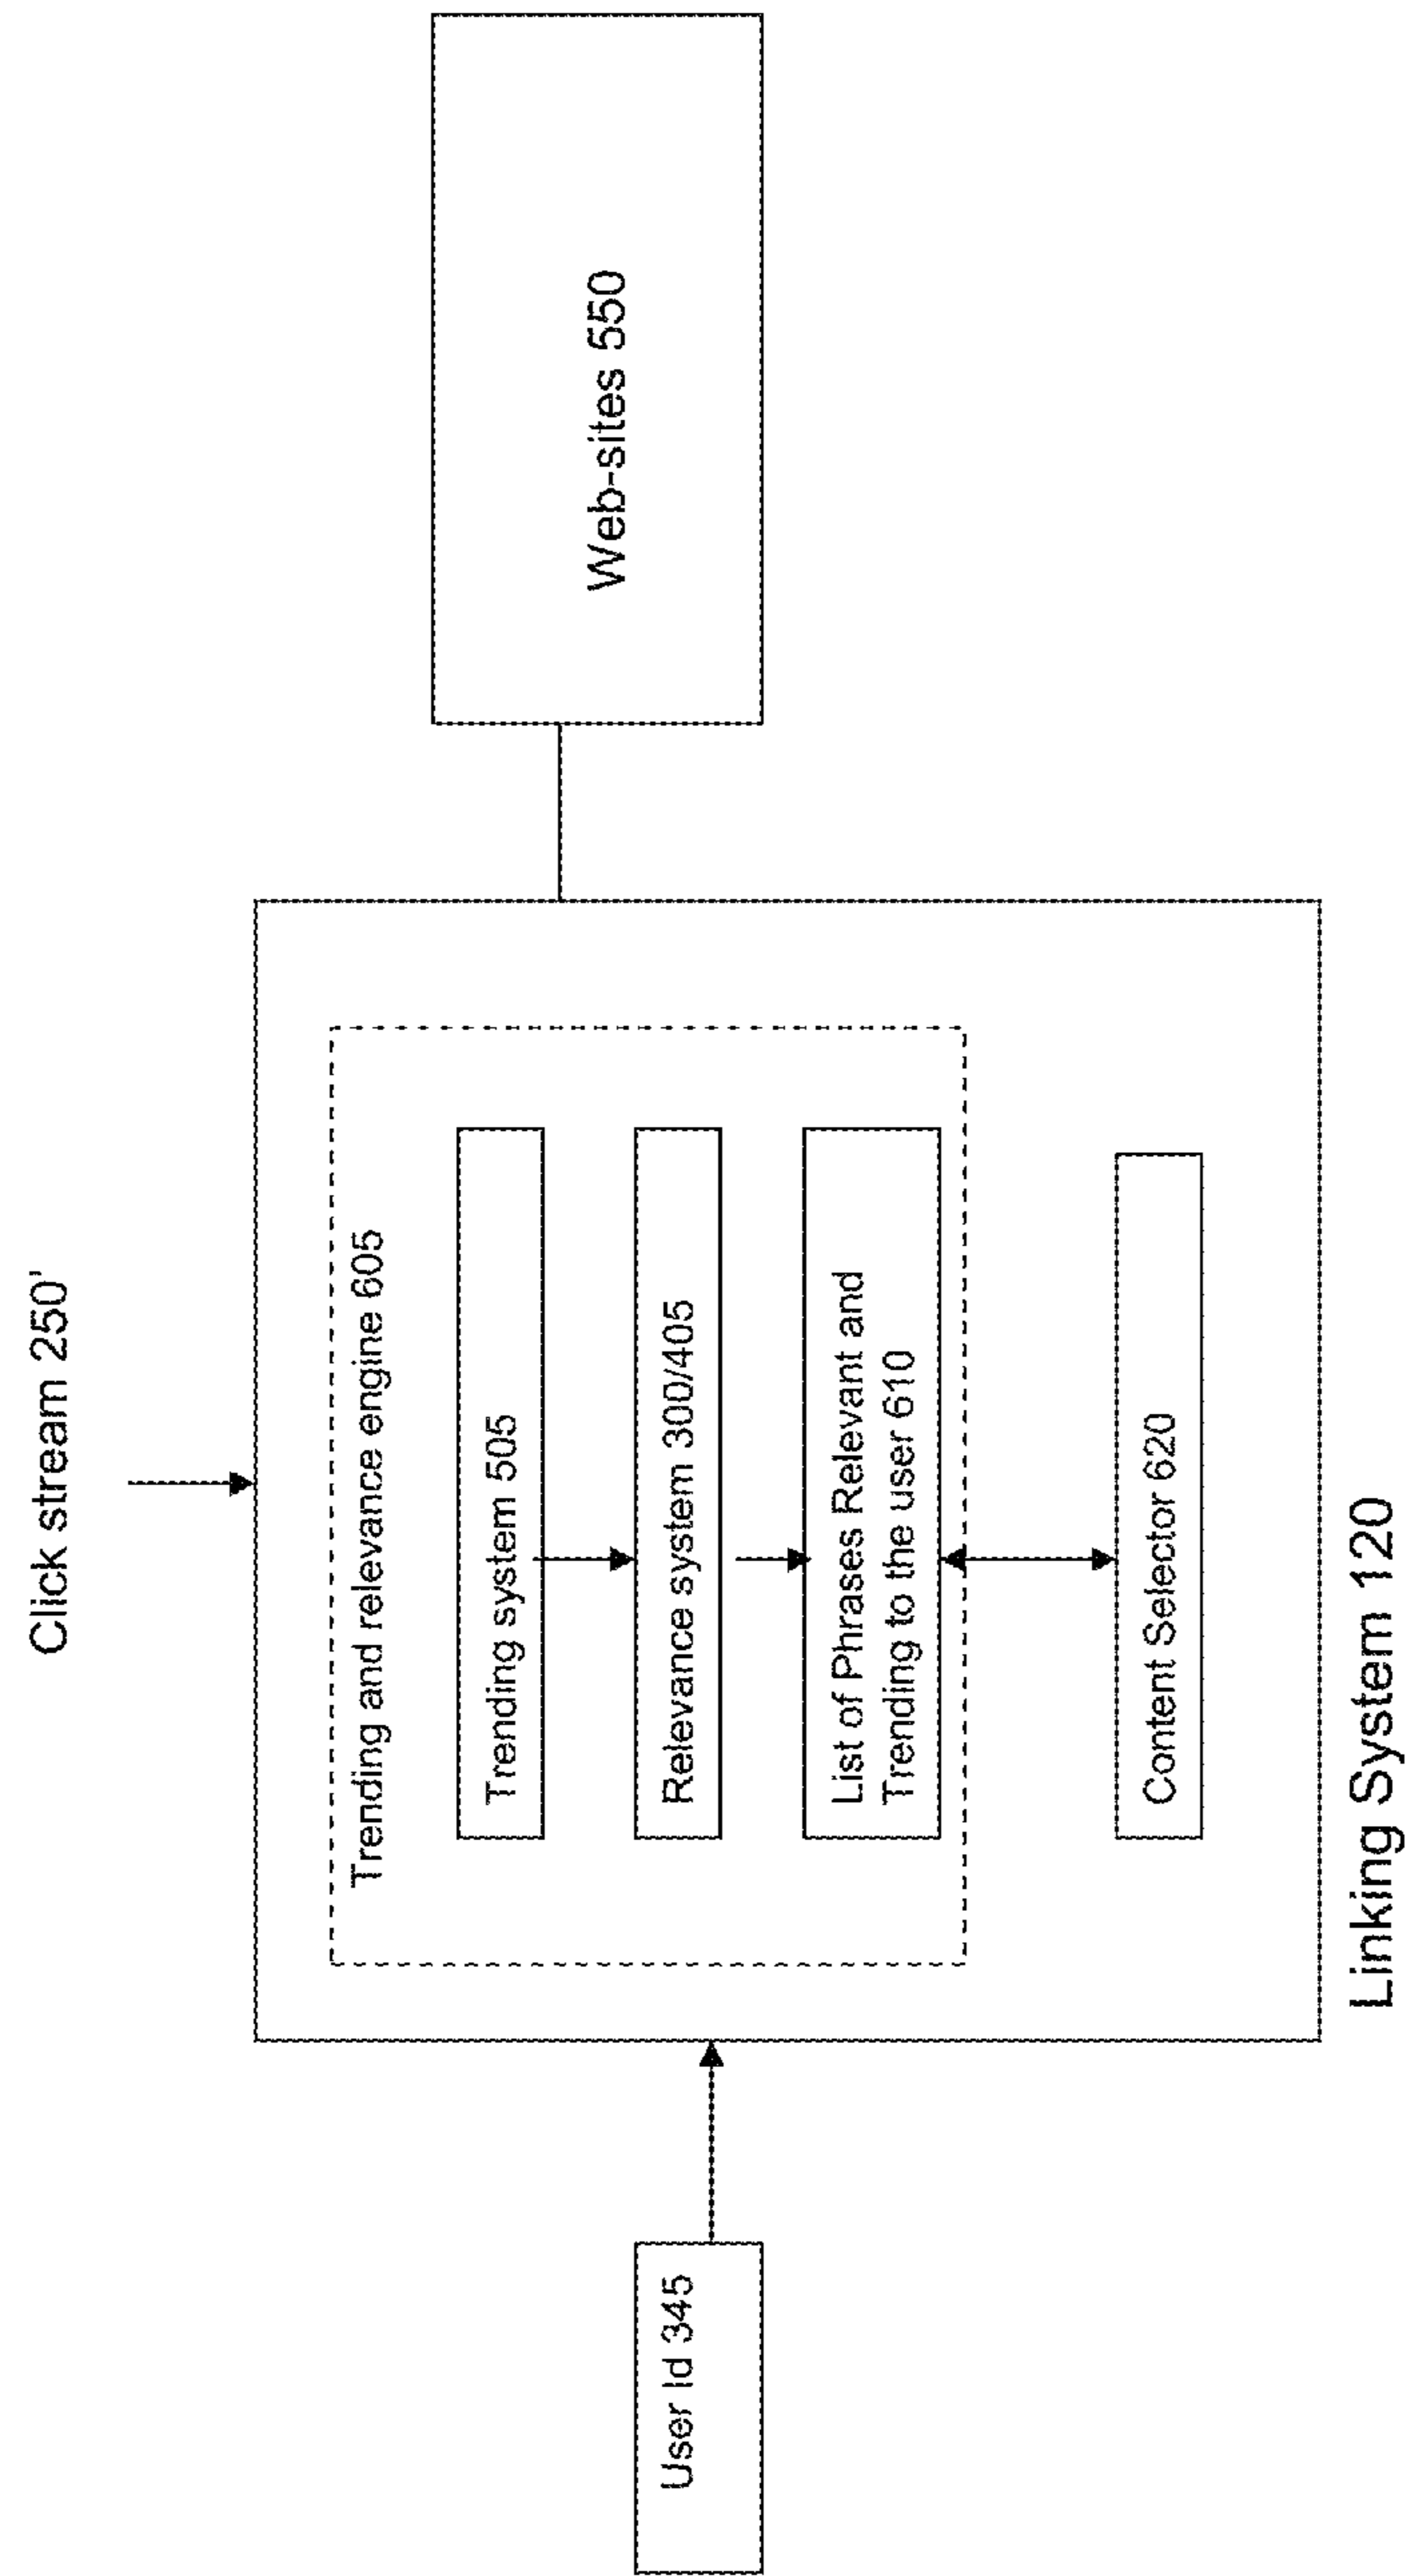 Click stream 250'
Trending and relevance engine 605
Trending system 505
Relevance system 300/405
List of Phrases Relevant and
Trending to the user 610
Content Selector 620
User Id 345
Web-sites 550
Linking System 120